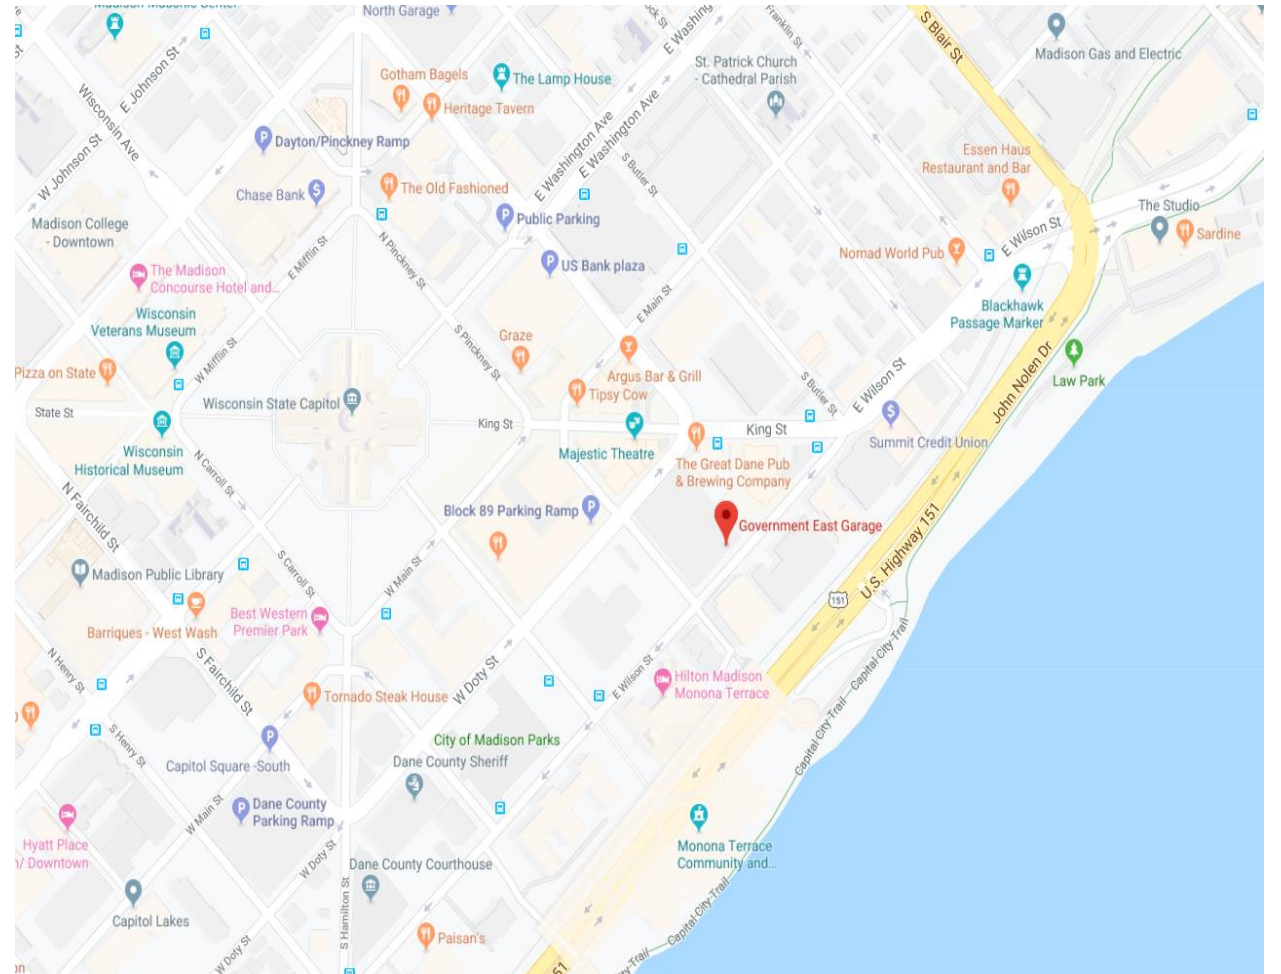 Madison Masonic Center
North Garage
E Washington Ave
Franklin St
S Blair St
Madison Gas and Electric
St. Patrick Church
- Cathedral Parish
Gotham Bagels
The Lamp House
Heritage Tavern
Wisconsin Ave
E Johnson St
W Johnson St
Dayton/Pinckney Ramp
E Washington Ave
E Washington Ave
S Butler St
Essen Haus
Restaurant and Bar
Chase Bank
The Old Fashioned
The Studio
Sardine
Madison College
- Downtown
Public Parking
E Wilson St
N Pinckney St
E Mifflin St
US Bank plaza
Nomad World Pub
The Madison
Concourse Hotel and...
E Main St
Blackhawk
Passage Marker
Wisconsin
Veterans Museum
S Pinckney St
Graze
W Mifflin St
Argus Bar & Grill
Tipsy Cow
S Butler St
E Wilson St
John Nolen Dr
Law Park
Pizza on State
Wisconsin State Capitol
State St
King St
King St
Summit Credit Union
Majestic Theatre
Wisconsin
Historical Museum
The Great Dane Pub
& Brewing Company
N Carroll St
N Fairchild St
Block 89 Parking Ramp
Government East Garage
U.S. Highway 151
151
S Carroll St
W Main St
Madison Public Library
Best Western
Premier Park
Barriques - West Wash
Capital City Trail
N Henry St
S Fairchild St
W Doty St
E Wilson St
Hilton Madison
Monona Terrace
Tornado Steak House
S Henry St
City of Madison Parks
Capital City Trail
Capitol Square -South
Dane County Sheriff
Dane County
Parking Ramp
W Main St
Hyatt Place
n/ Downtown
W Doty St
Monona Terrace
Community and...
Dane County Courthouse
Capitol Lakes
S Hamilton St
Capital City Trail
Paisan's
W Doty St
151